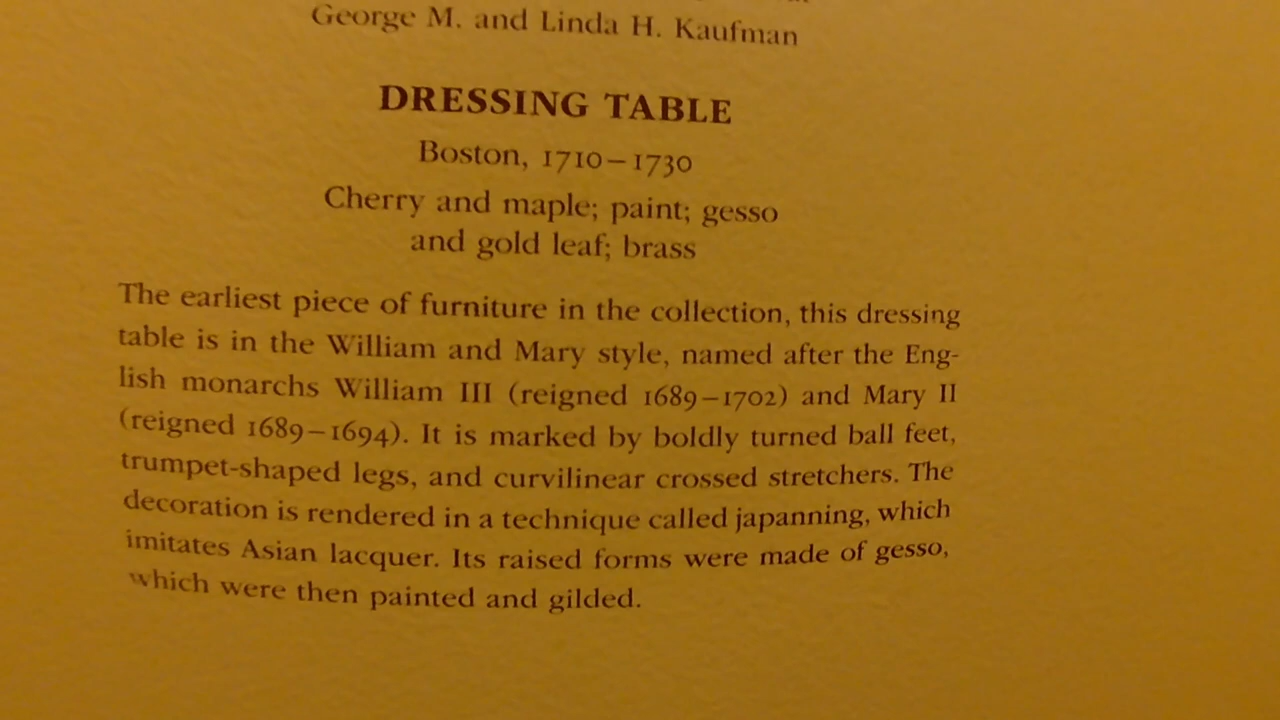 George M. and Linda H. Kaufman
DRESSING TABLE
Boston, 1710–1730
Cherry and maple; paint; gesso
and gold leaf; brass
The earliest piece of furniture in the collection, this dressing
table is in the William and Mary style, named after the Eng-
lish monarchs William III (reigned 1689–1702) and Mary II
(reigned 1689–1694). It is marked by boldly turned ball feet,
trumpet-shaped legs, and curvilinear crossed stretchers. The
decoration is rendered in a technique called japanning, which
imitates Asian lacquer. Its raised forms were made of gesso,
which were then painted and gilded.